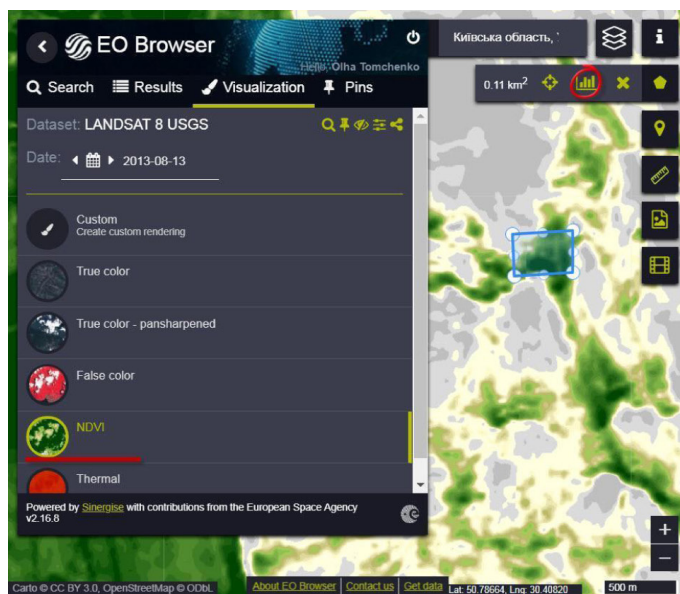 EO Browser
Hello, Olha Tomchenko
Search Results Visualization Pins
Dataset: LANDSAT 8 USGS
Date: 2013-08-13
Custom
Create custom rendering
True color
True color - pansharpened
False color
NDVI
Thermal
Powered by Sinergise with contributions from the European Space Agency
v2.16.8
Київська область,
0.11 km²
Carto © CC BY 3.0, OpenStreetMap © ODbL
About EO Browser Contact us Get data
Lat: 50.78664, Lng: 30.40820
500 m